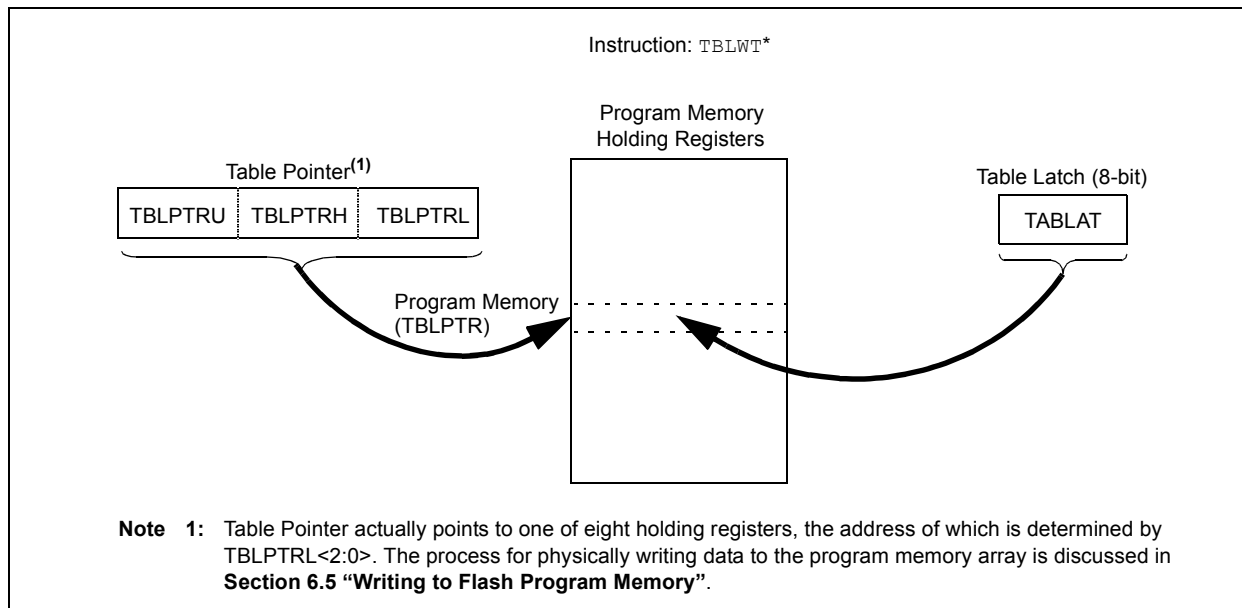 Instruction: TBLWT*
Program Memory
Holding Registers
Table Pointer(1)
TBLPTRU TBLPTRH TBLPTRL
Table Latch (8-bit)
TABLAT
Program Memory
(TBLPTR)
Note 1: Table Pointer actually points to one of eight holding registers, the address of which is determined by
TBLPTRL<2:0>. The process for physically writing data to the program memory array is discussed in
Section 6.5 “Writing to Flash Program Memory”.